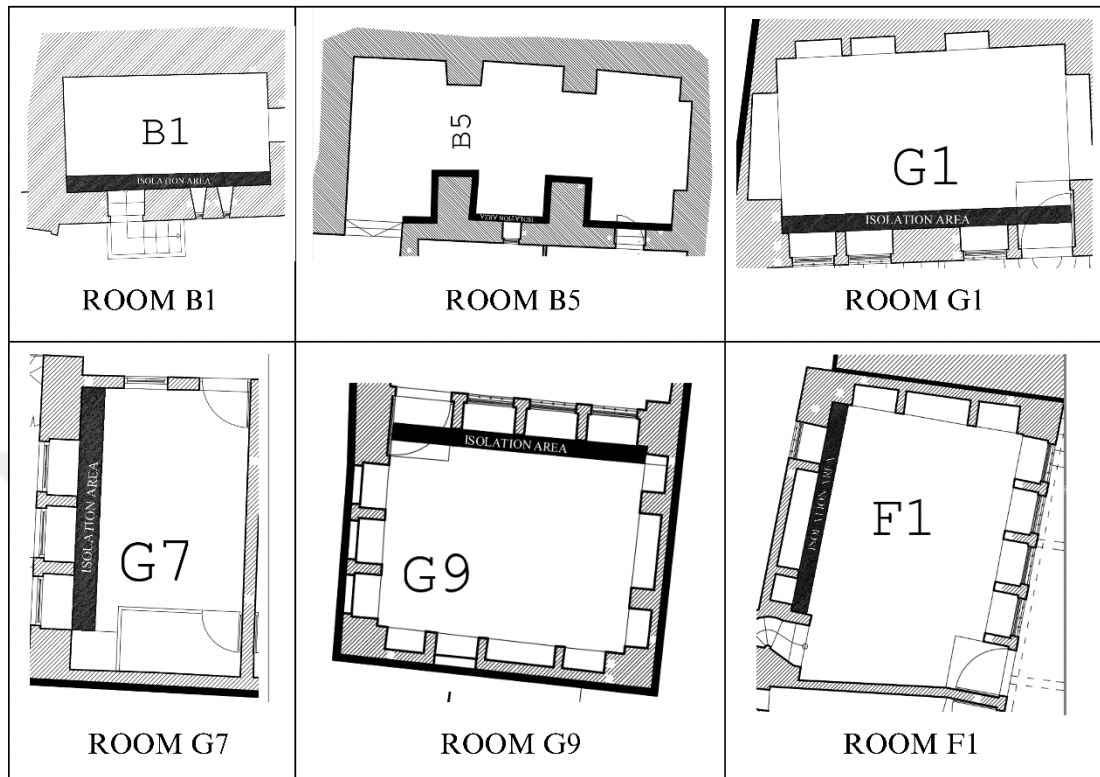 B1
ISOLATION AREA
ROOM B1
B5
ISOLATION AREA
ROOM B5
G1
ISOLATION AREA
ROOM G1
ISOLATION AREA
G7
ROOM G7
ISOLATION AREA
G9
ROOM G9
ISOLATION AREA
F1
ROOM F1